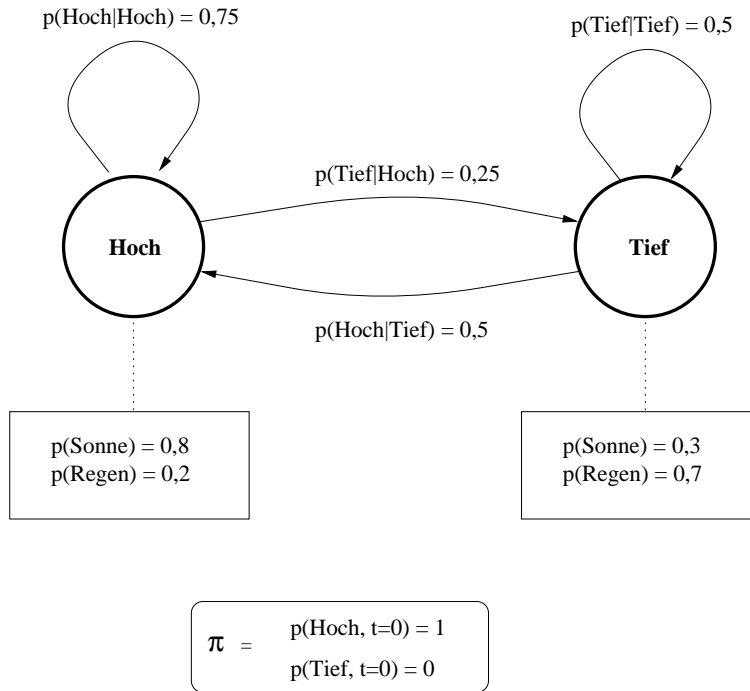 p(Hoch|Hoch) = 0,75
p(Tief|Tief) = 0,5
p(Tief|Hoch) = 0,25
Hoch
Tief
p(Hoch|Tief) = 0,5
p(Sonne) = 0,8
p(Regen) = 0,2
p(Sonne) = 0,3
p(Regen) = 0,7
p(Hoch, t=0) = 1
π =
p(Tief, t=0) = 0